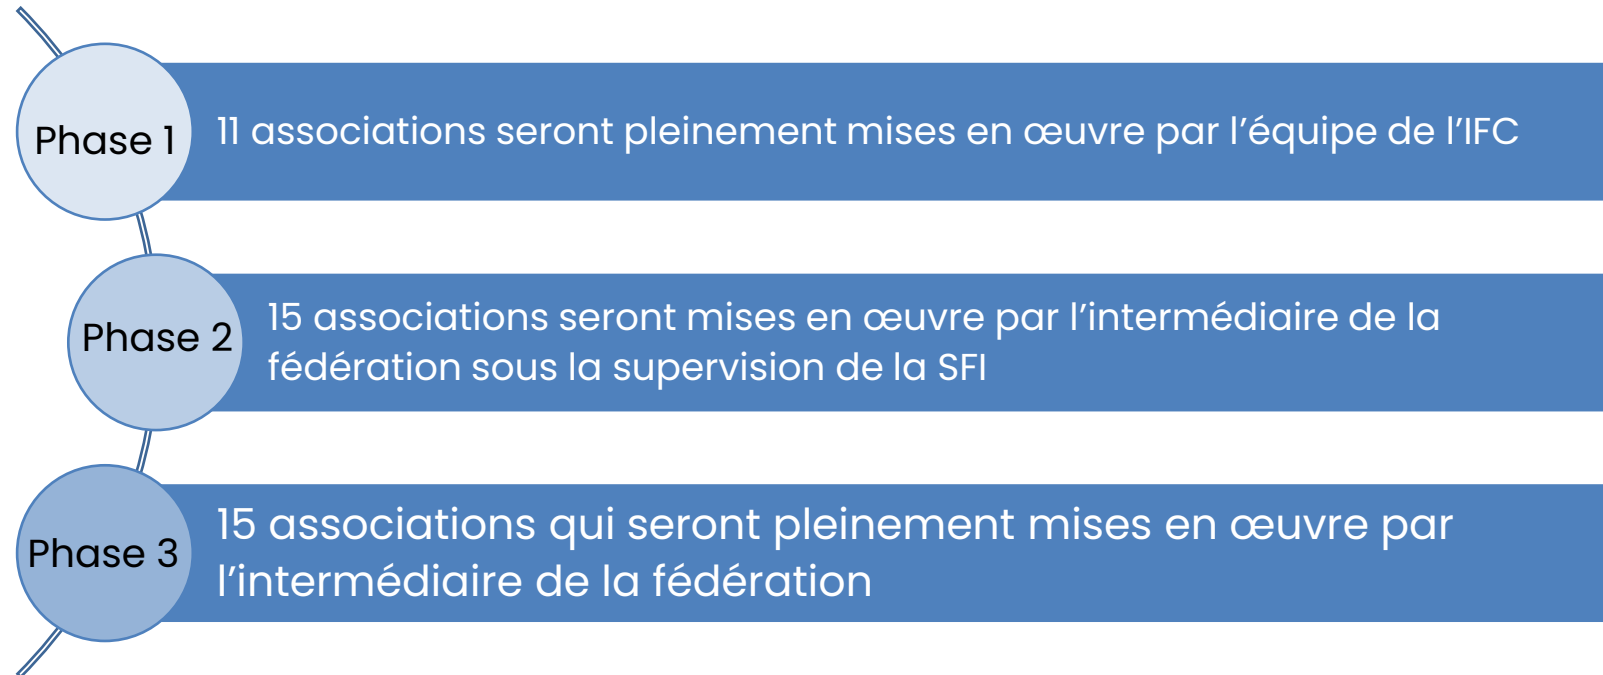 Phase 1
11 associations seront pleinement mises en œuvre par l’équipe de l’IFC
Phase 2
15 associations seront mises en œuvre par l’intermédiaire de la
fédération sous la supervision de la SFI
Phase 3
15 associations qui seront pleinement mises en œuvre par
l’intermédiaire de la fédération